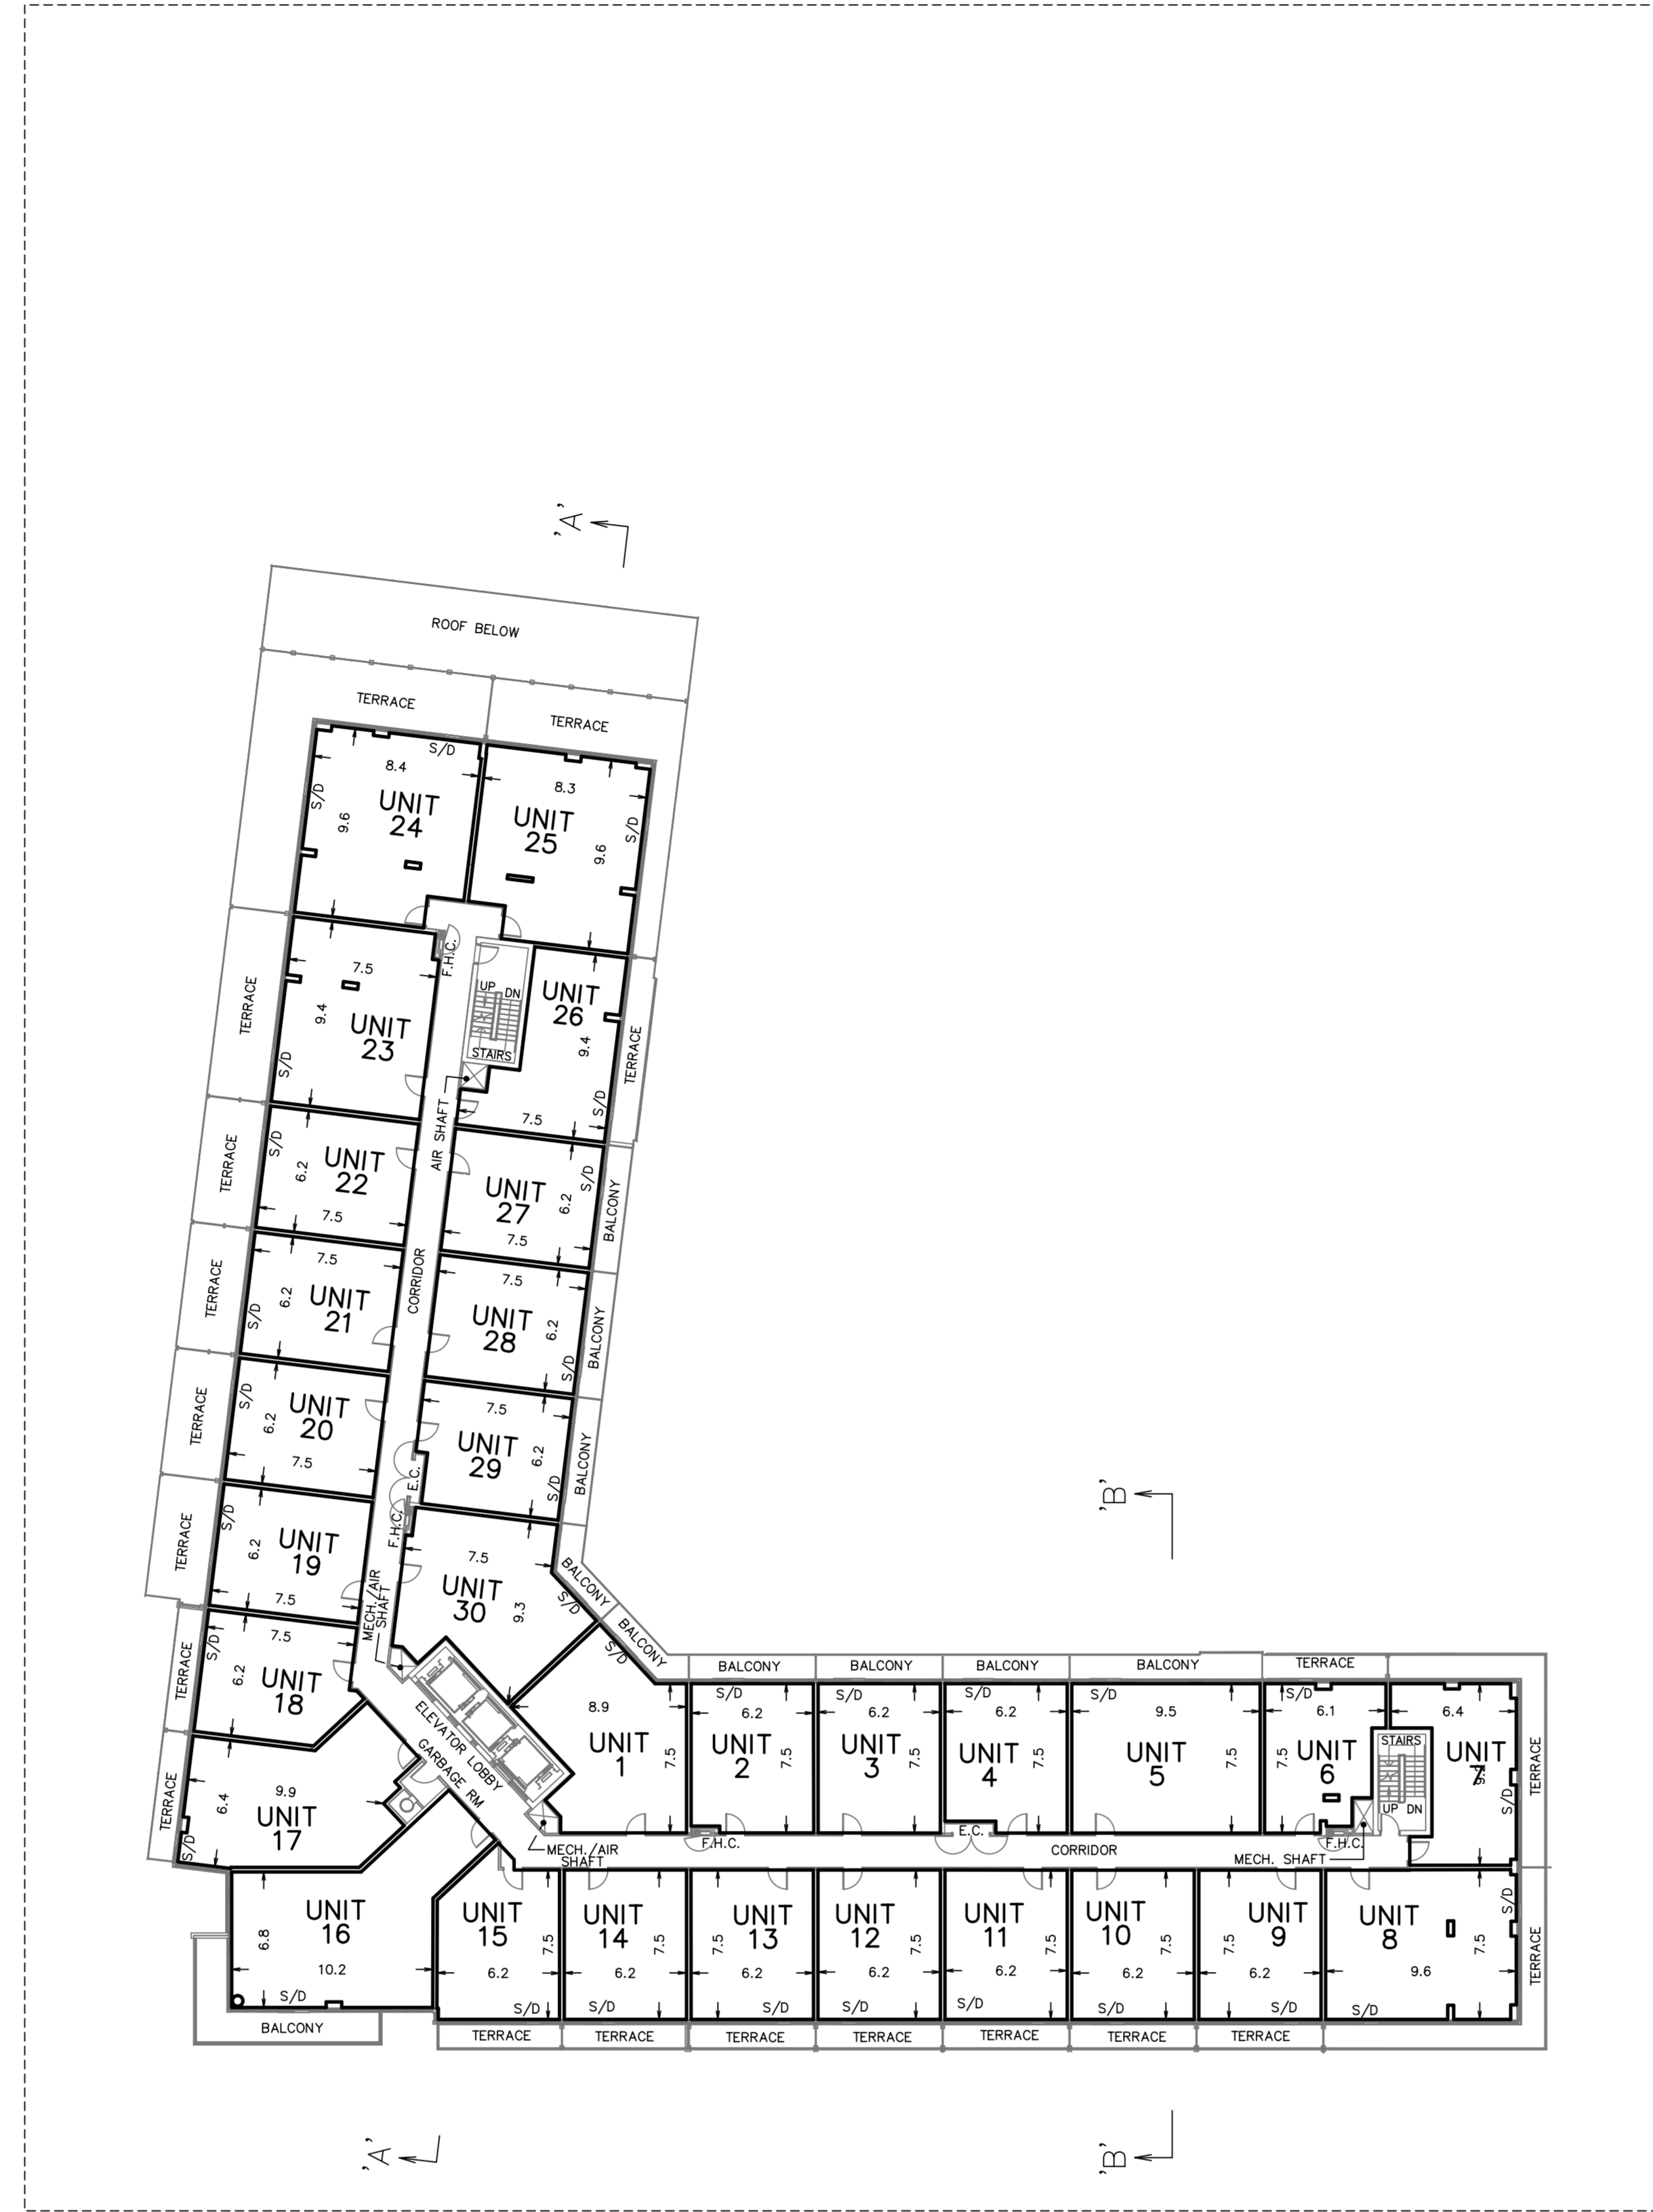 'A'
ROOF BELOW
TERRACE
TERRACE
S/D
8.4
8.3
S/D
UNIT
24
UNIT
25
S/D
9.6
9.6
F.H.C.
7.5
UP
DN
UNIT
26
TERRACE
9.4
UNIT
23
9.4
STAIRS
TERRACE
S/D
S/D
7.5
AIR SHAFT
S/D
TERRACE
6.2
UNIT
22
S/D
UNIT
27
6.2
BALCONY
7.5
7.5
7.5
CORRIDOR
7.5
TERRACE
6.2
UNIT
21
S/D
UNIT
28
6.2
BALCONY
S/D
S/D
TERRACE
6.2
UNIT
20
7.5
UNIT
29
6.2
BALCONY
7.5
E.C.
S/D
'B'
S/D
F.H.C.
TERRACE
6.2
UNIT
19
7.5
7.5
MECH./AIR
SHAFT
UNIT
30
9.3
BALCONY
S/D
BALCONY
S/D
7.5
S/D
TERRACE
6.2
UNIT
18
BALCONY
BALCONY
BALCONY
BALCONY
TERRACE
ELEVATOR LOBBY
GARBAGE RM
8.9
UNIT
1
7.5
S/D
6.2
UNIT
2
7.5
S/D
6.2
UNIT
3
7.5
S/D
6.2
UNIT
4
7.5
S/D
9.5
UNIT
5
7.5
S/D
6.1
UNIT
6
7.5
STAIRS
UP
DN
6.4
UNIT
7
S/D
TERRACE
TERRACE
6.4
9.9
UNIT
17
S/D
MECH./AIR
SHAFT
F.H.C.
E.C.
CORRIDOR
MECH. SHAFT
F.H.C.
UNIT
16
6.8
10.2
S/D
BALCONY
UNIT
15
7.5
6.2
S/D
TERRACE
UNIT
14
7.5
6.2
S/D
TERRACE
UNIT
13
7.5
6.2
S/D
TERRACE
UNIT
12
7.5
6.2
S/D
TERRACE
UNIT
11
7.5
6.2
S/D
TERRACE
UNIT
10
7.5
6.2
S/D
TERRACE
UNIT
9
7.5
6.2
S/D
TERRACE
UNIT
8
7.5
9.6
S/D
S/D
TERRACE
'A'
'B'